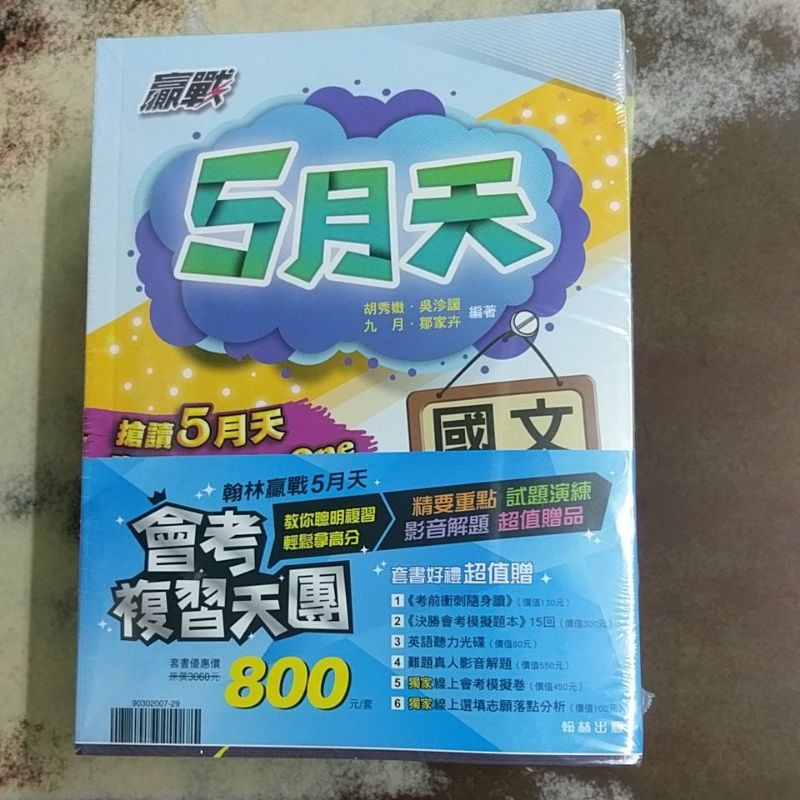 贏戰
5月天
胡秀媺．吳沴諼
九 月．鄒家卉 編著
國文
搶讀5月天
翰林贏戰5月天
會考
複習天團
教你聰明複習
輕鬆拿高分
精要重點 試題演練
影音解題 超值贈品
套書好禮超值贈
1《考前衝刺隨身讀》(價值130元)
2《決勝會考模擬題本》15回(價值300元)
3 英語聽力光碟(價值80元)
4 難題真人影音解題(價值550元)
5 獨家線上會考模擬卷(價值450元)
6 獨家線上選填志願落點分析(價值100元)
套書優惠價
原價3060元
800元/套
90302007-29
翰林出版